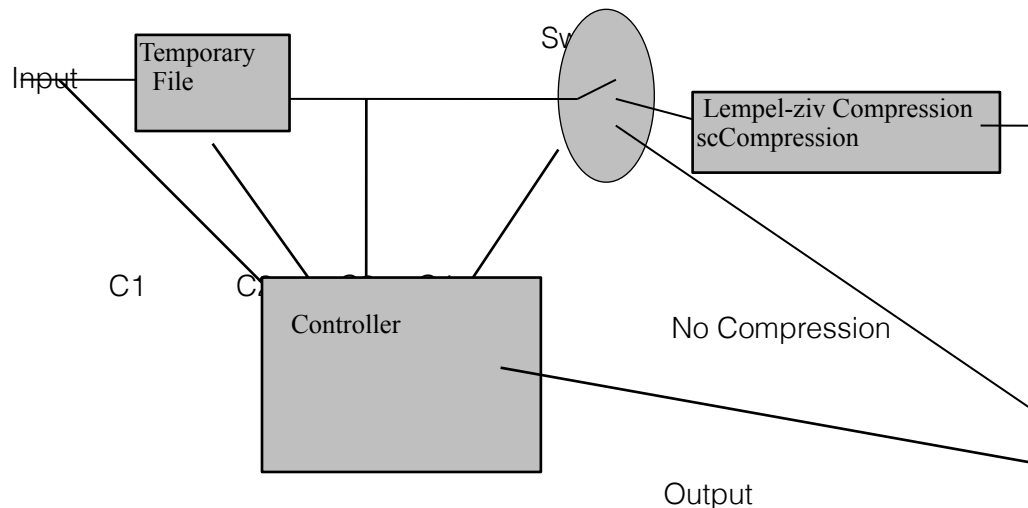 Input
Temporary
File
Lempel-ziv Compression
scCompression
C1
Controller
No Compression
Output